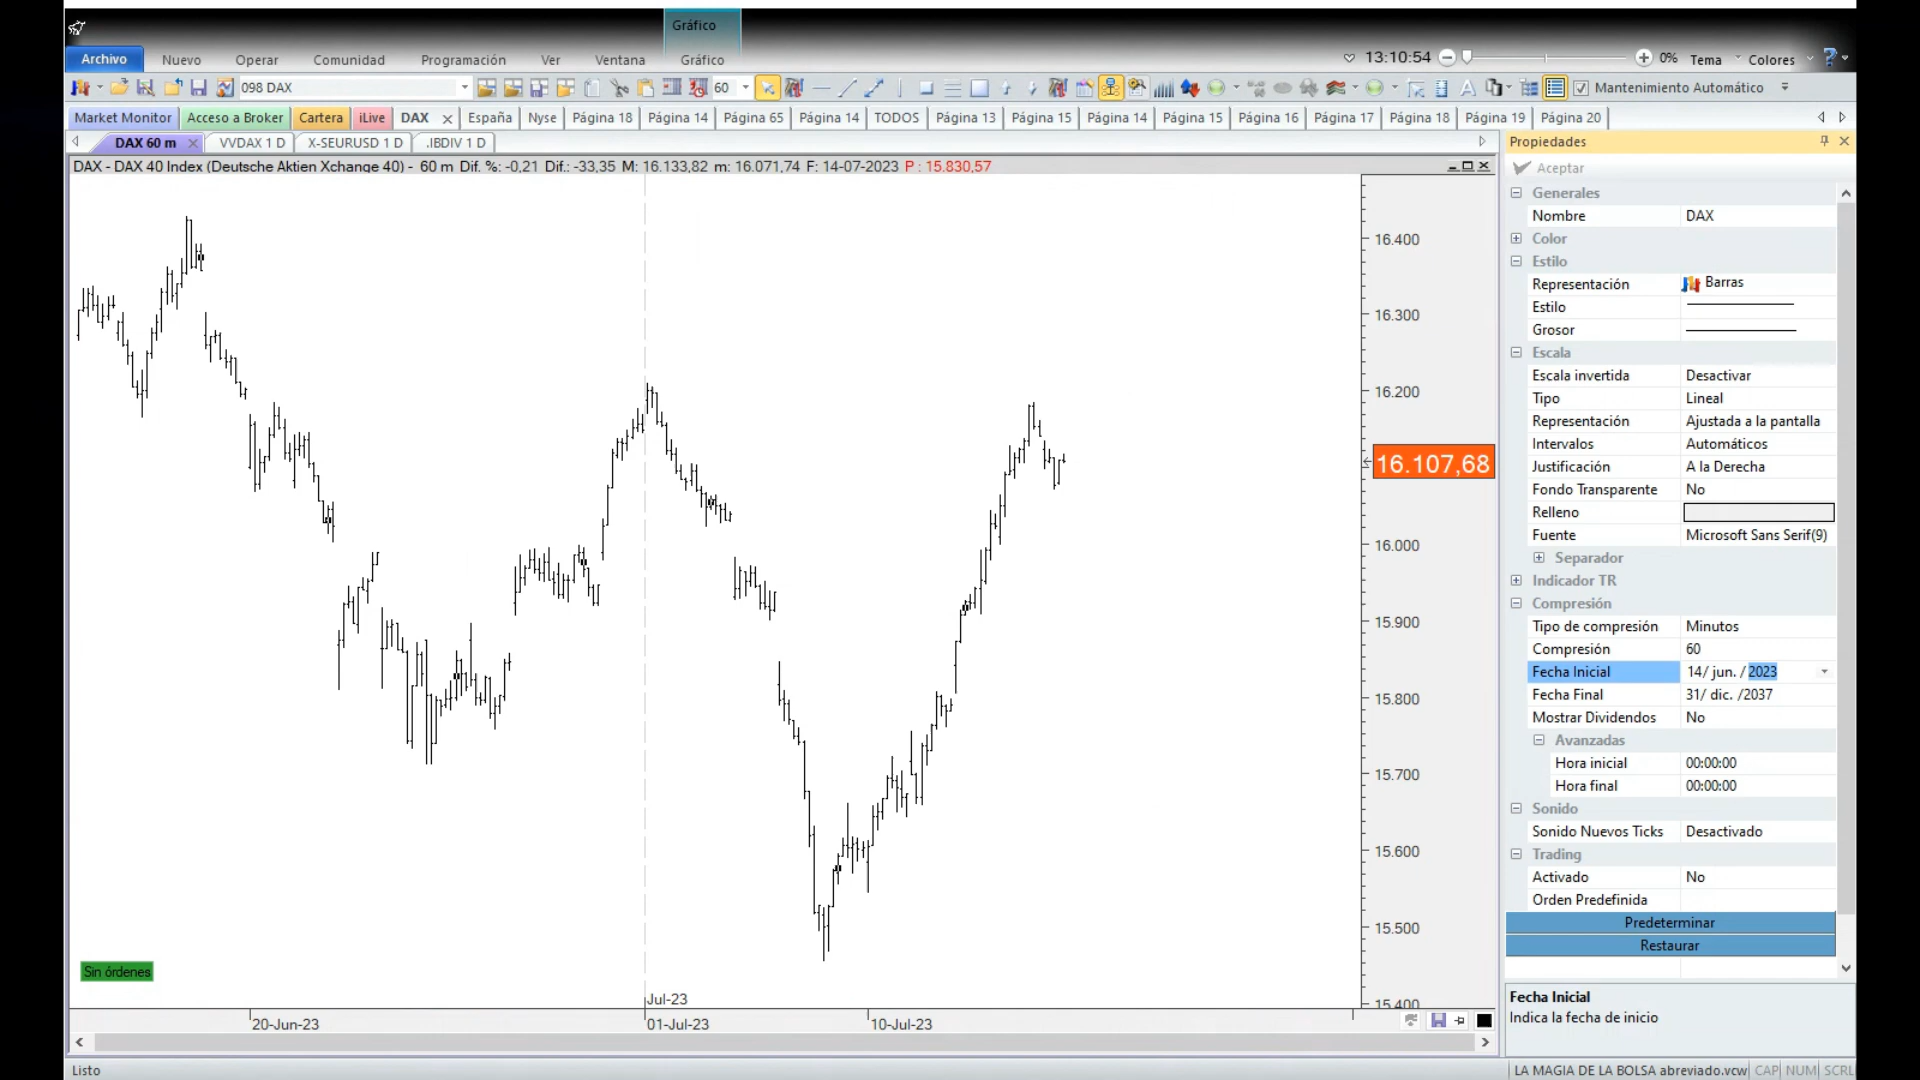 Gráfico
Archivo Nuevo Operar Comunidad Programación Ver Ventana Gráfico 13:10:54 0% Tema Colores
098 DAX 60 Mantenimiento Automático
Market Monitor Acceso a Broker Cartera iLive DAX España Nyse Página 18 Página 14 Página 65 Página 14 TODOS Página 13 Página 15 Página 14 Página 15 Página 16 Página 17 Página 18 Página 19 Página 20
DAX 60 m VVDAX 1 D X-SEURUSD 1 D .IBDIV 1 D
DAX - DAX 40 Index (Deutsche Aktien Xchange 40) - 60 m Dif. %: -0,21 Dif.: -33,35 M: 16.133,82 m: 16.071,74 F: 14-07-2023 P : 15.830,57
16.400
16.300
16.200
16.107,68
16.000
15.900
15.800
15.700
15.600
15.500
15.400
Sin órdenes
Jul-23
20-Jun-23 01-Jul-23 10-Jul-23
Propiedades
Aceptar
Generales
Nombre DAX
Color
Estilo
Representación Barras
Estilo
Grosor
Escala
Escala invertida Desactivar
Tipo Lineal
Representación Ajustada a la pantalla
Intervalos Automáticos
Justificación A la Derecha
Fondo Transparente No
Relleno
Fuente Microsoft Sans Serif(9)
Separador
Indicador TR
Compresión
Tipo de compresión Minutos
Compresión 60
Fecha Inicial 14/ jun. / 2023
Fecha Final 31/ dic. /2037
Mostrar Dividendos No
Avanzadas
Hora inicial 00:00:00
Hora final 00:00:00
Sonido
Sonido Nuevos Ticks Desactivado
Trading
Activado No
Orden Predefinida
Predeterminar
Restaurar
Fecha Inicial
Indica la fecha de inicio
Listo LA MAGIA DE LA BOLSA abreviado.vcw CAP NUM SCRL